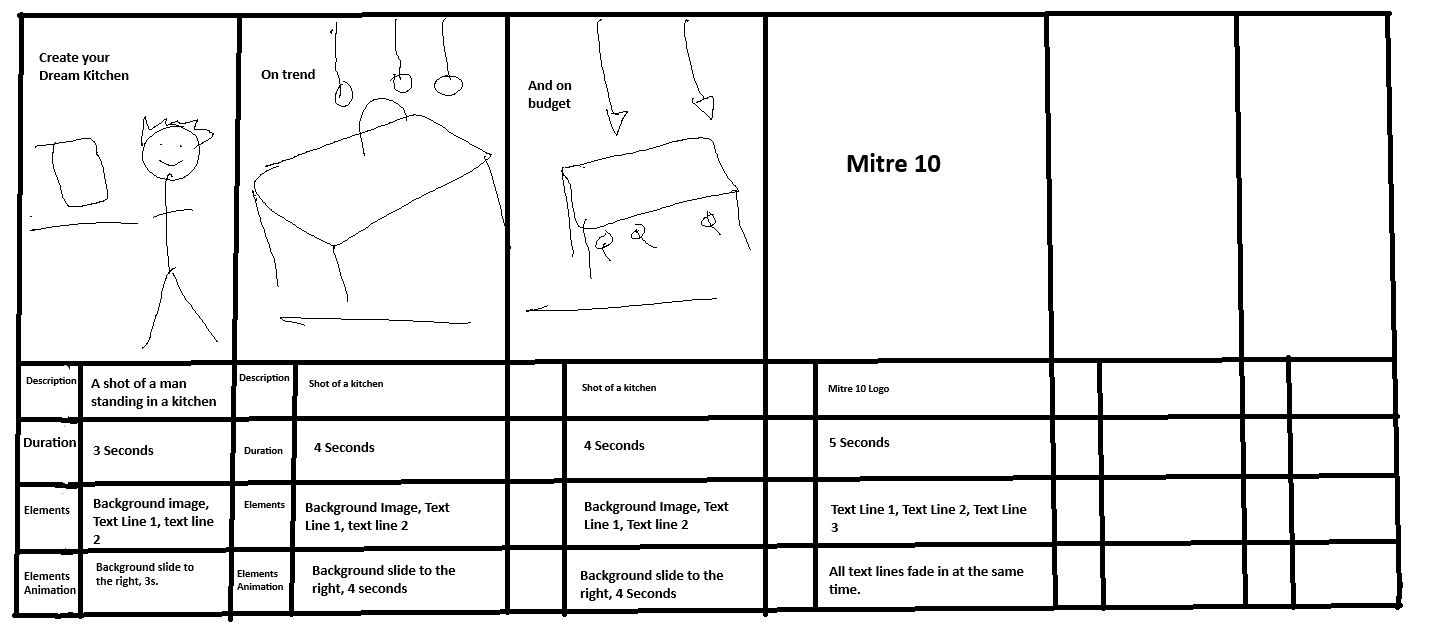 Create your
Dream Kitchen
On trend
And on
budget
Mitre 10
Description
A shot of a man
standing in a kitchen
Description
Shot of a kitchen
Shot of a kitchen
Mitre 10 Logo
Duration
3 Seconds
Duration
4 Seconds
4 Seconds
5 Seconds
Elements
Background image,
Text Line 1, text line
2
Elements
Background Image, Text
Line 1, text line 2
Background Image, Text
Line 1, Text line 2
Text Line 1, Text Line 2, Text Line
3
Elements
Animation
Background slide to
the right, 3s.
Elements
Animation
Background slide to the
right, 4 seconds
Background slide to the
right, 4 Seconds
All text lines fade in at the same
time.